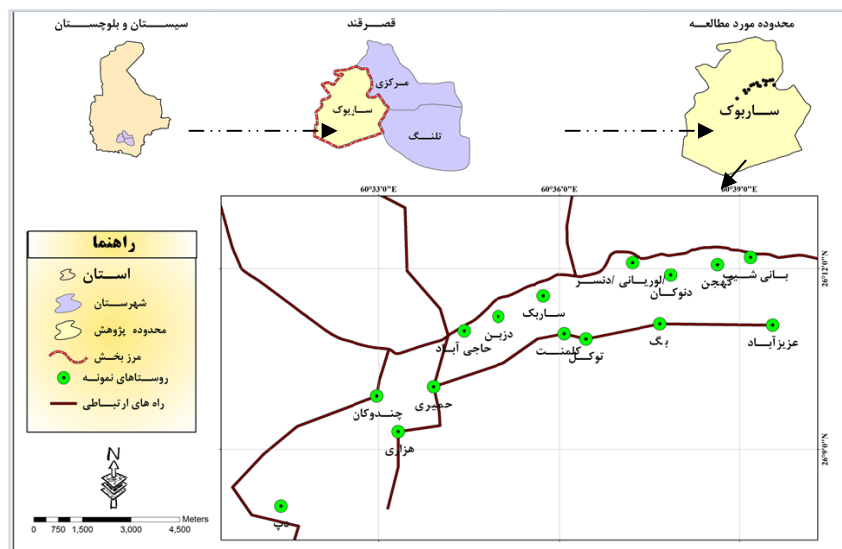 محدوده مورد مطالعه
قصرقند
سیستان و بلوچستان
ساربوک
مرکزی
ساربوک
تلنگ
60°33'0"E
60°36'0"E
60°39'0"E
26°12'0"N
26°9'0"N
بانی شیب
کهجن
دنوکان
لوریانی /دنسر/
ساربک
دزبن
حاجی آباد
عزیزآباد
بگ
توکل
کلمنت
حمیری
چندوکان
هزاری
دپ
راهنما
استان
شهرستان
محدوده پژوهش
مرز بخش
روستاهای نمونه
راه های ارتباطی
N
Meters
0 750 1,500 3,000 4,500